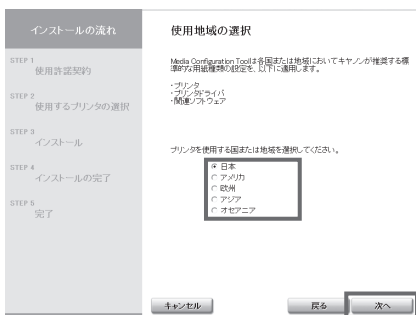 インストールの流れ
STEP 1
使用許諾契約
STEP 2
使用するプリンタの選択
STEP 3
インストール
STEP 4
インストールの完了
STEP 5
完了
使用地域の選択
Media Configuration Toolは各国または地域においてキヤノンが推奨する標
準的な用紙種類の設定を、以下に適用します。
・プリンタ
・プリンタドライバ
・関連ソフトウェア
プリンタを使用する国または地域を選択してください。
日本
アメリカ
欧州
アジア
オセアニア
キャンセル
戻る
次へ